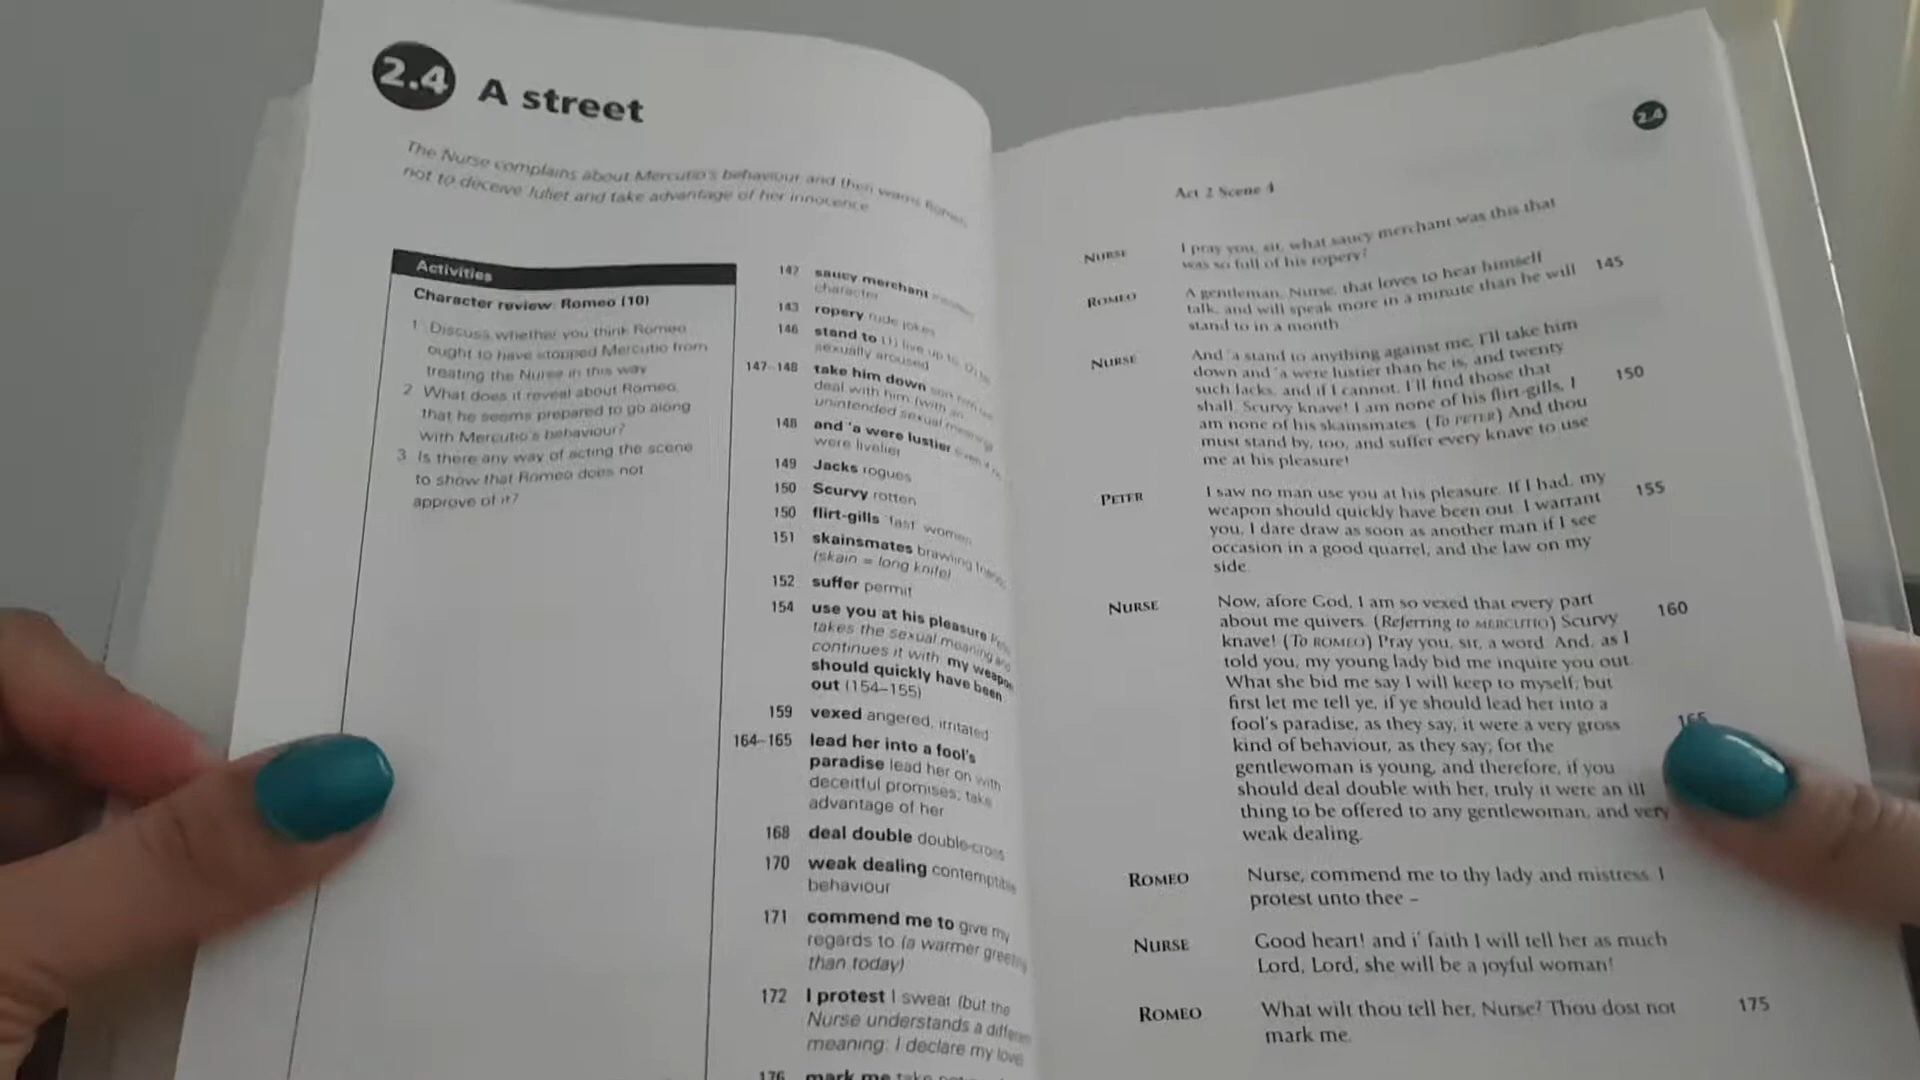 2.4 A street
The Nurse complains about Mercutio's behaviour and then warns Romeo
not to deceive Juliet and take advantage of her innocence
Activities
Character review: Romeo (10)
1 Discuss whether you think Romeo
ought to have stopped Mercutio from
treating the Nurse in this way
2 What does it reveal about Romeo,
that he seems prepared to go along
with Mercutio's behaviour?
3 Is there any way of acting the scene
to show that Romeo does not
approve of it?
142 saucy merchant
character
143 ropery rude jokes
146 stand to (1) live up to
sexually aroused
147–148 take him down
deal with him (with an
unintended sexual meaning)
148 and 'a were lustier even if he
were livelier
149 Jacks rogues
150 Scurvy rotten
150 flirt-gills 'fast' women
151 skainsmates brawling friends
(skain = long knife)
152 suffer permit
154 use you at his pleasure
takes the sexual meaning and
continues it with my weapon
should quickly have been
out (154–155)
159 vexed angered, irritated
164–165 lead her into a fool's
paradise lead her on with
deceitful promises; take
advantage of her
168 deal double double-cross
170 weak dealing contemptible
behaviour
171 commend me to give my
regards to (a warmer greeting
than today)
172 I protest I swear (but the
Nurse understands a different
meaning: I declare my love)
176 mark me take
2.4
Act 2 Scene 4
NURSE I pray you, sir, what saucy merchant was this that
was so full of his ropery?
ROMEO A gentleman, Nurse, that loves to hear himself
talk, and will speak more in a minute than he will 145
stand to in a month
NURSE And 'a stand to anything against me, I'll take him
down and 'a were lustier than he is, and twenty
such Jacks, and if I cannot, I'll find those that
shall. Scurvy knave! I am none of his flirt-gills, I 150
am none of his skainsmates. (To PETER) And thou
must stand by, too, and suffer every knave to use
me at his pleasure!
PETER I saw no man use you at his pleasure. If I had, my
weapon should quickly have been out. I warrant 155
you, I dare draw as soon as another man if I see
occasion in a good quarrel, and the law on my
side.
NURSE Now, afore God, I am so vexed that every part
about me quivers. (Referring to MERCUTIO) Scurvy 160
knave! (To ROMEO) Pray you, sir, a word. And, as I
told you, my young lady bid me inquire you out.
What she bid me say I will keep to myself; but
first let me tell ye, if ye should lead her into a
fool's paradise, as they say, it were a very gross 165
kind of behaviour, as they say; for the
gentlewoman is young, and therefore, if you
should deal double with her, truly it were an ill
thing to be offered to any gentlewoman, and very
weak dealing.
ROMEO Nurse, commend me to thy lady and mistress. I
protest unto thee –
NURSE Good heart! and i' faith I will tell her as much
Lord, Lord, she will be a joyful woman!
ROMEO What wilt thou tell her, Nurse? Thou dost not 175
mark me.